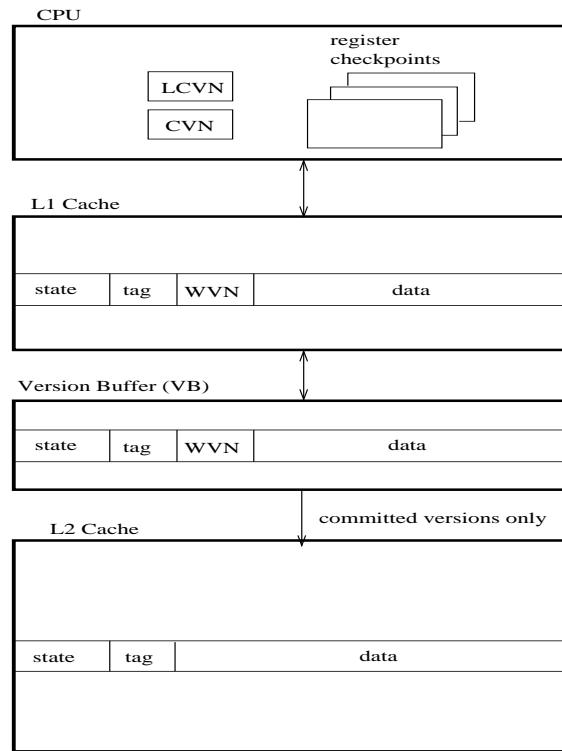 CPU
register
checkpoints
LCVN
CVN
L1 Cache
state tag WVN data
Version Buffer (VB)
state tag WVN data
committed versions only
L2 Cache
state tag data